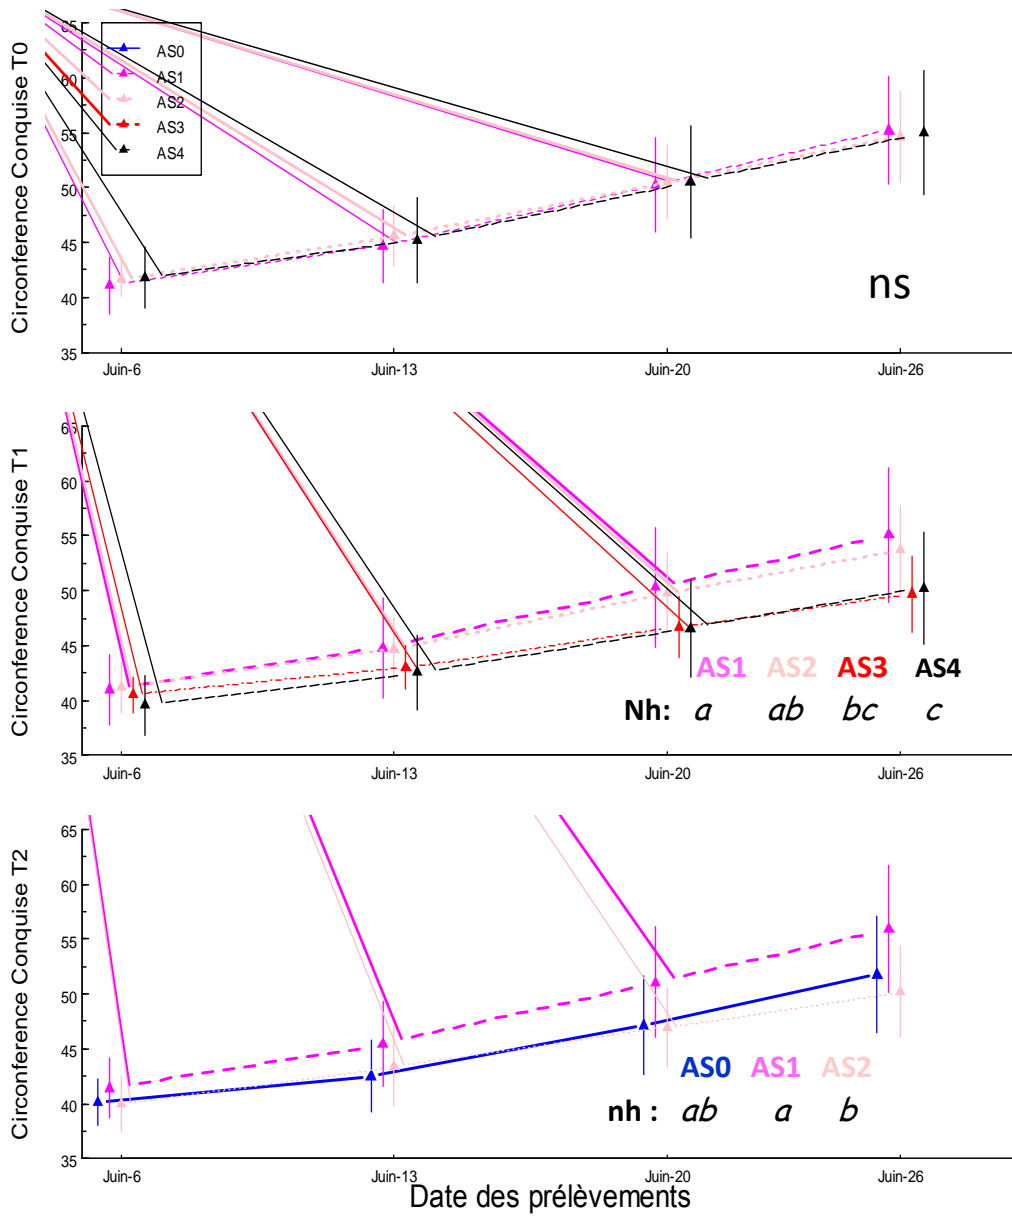 Circonference Conquise T0
65
60
55
50
45
40
35
AS0
AS1
AS2
AS3
AS4
ns
Juin-6 Juin-13 Juin-20 Juin-26
Circonference Conquise T1
65
60
55
50
45
40
35
AS1 AS2 AS3 AS4
Nh: a ab bc c
Juin-6 Juin-13 Juin-20 Juin-26
Circonference Conquise T2
65
60
55
50
45
40
35
AS0 AS1 AS2
nh : ab a b
Juin-6 Juin-13 Juin-20 Juin-26
Date des prélèvements